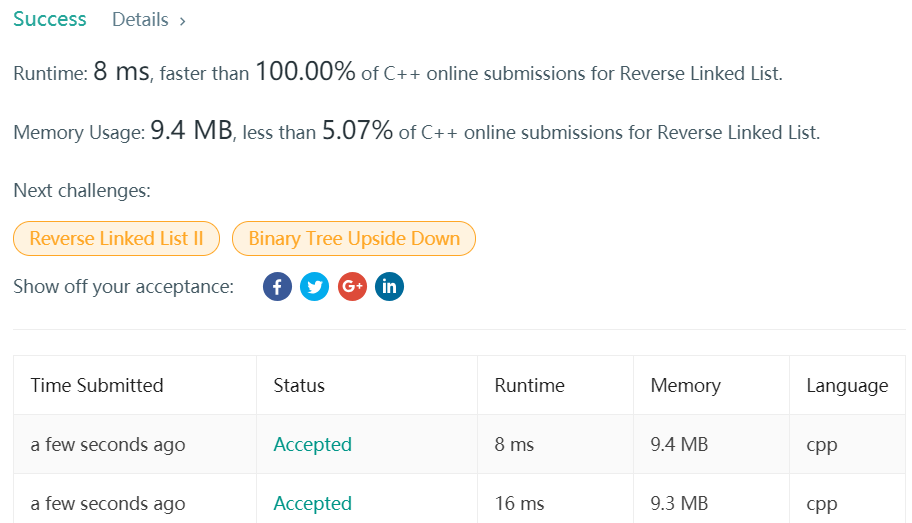 Success Details ›
Runtime: 8 ms, faster than 100.00% of C++ online submissions for Reverse Linked List.
Memory Usage: 9.4 MB, less than 5.07% of C++ online submissions for Reverse Linked List.
Next challenges:
Reverse Linked List II Binary Tree Upside Down
Show off your acceptance: f G+ in
Time Submitted Status Runtime Memory Language
a few seconds ago Accepted 8 ms 9.4 MB cpp
a few seconds ago Accepted 16 ms 9.3 MB cpp